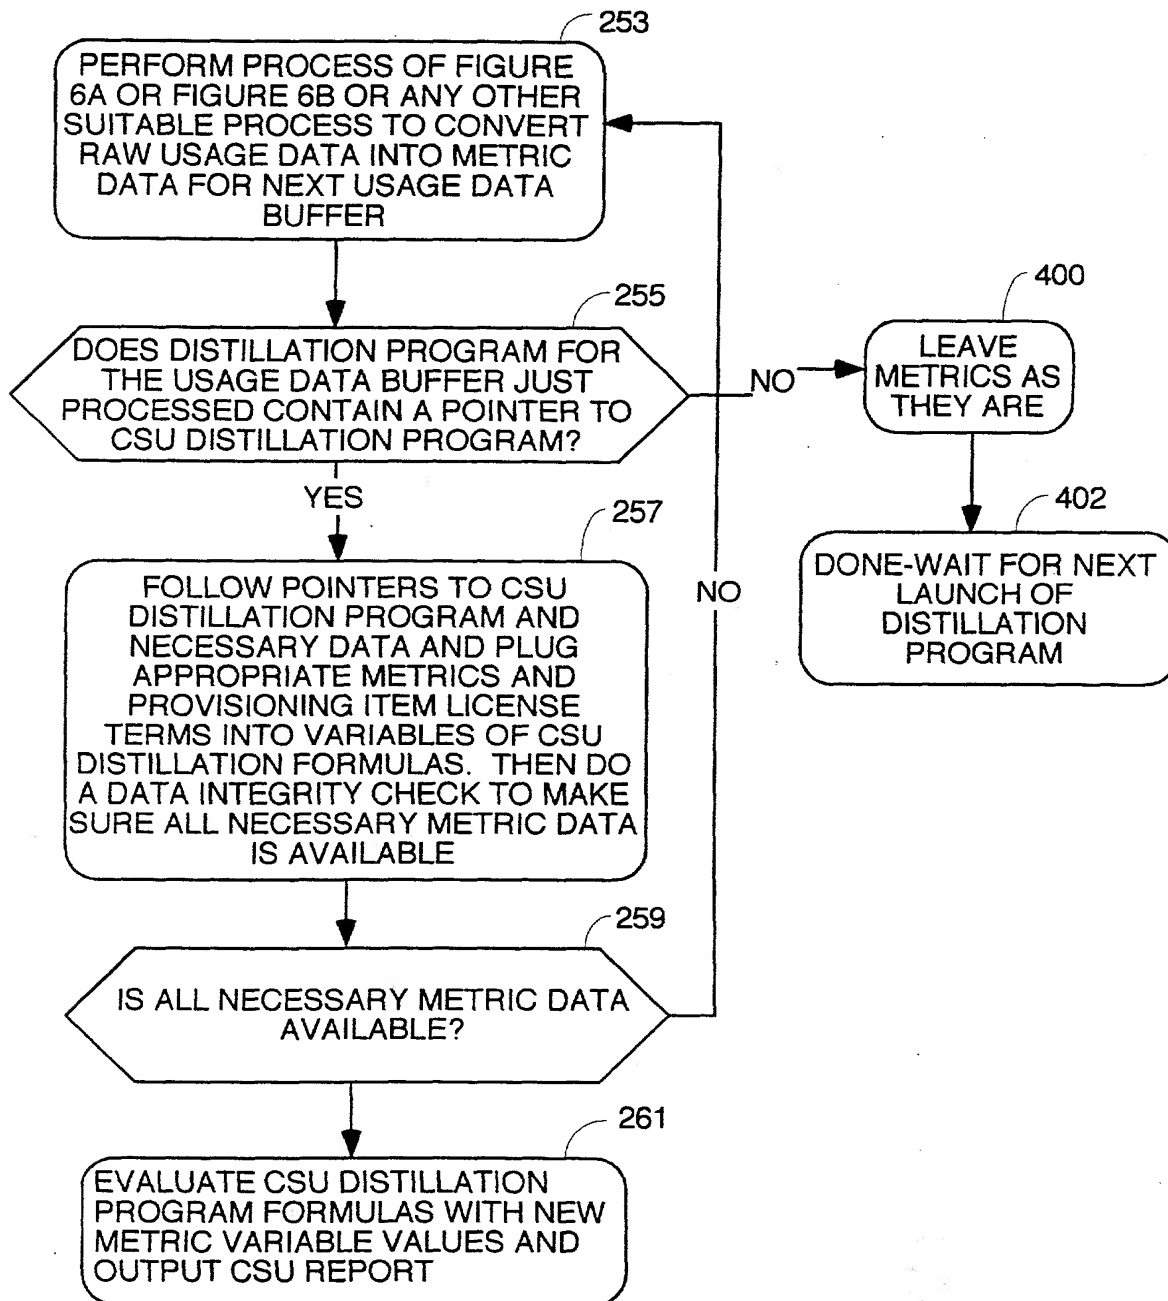 253
PERFORM PROCESS OF FIGURE
6A OR FIGURE 6B OR ANY OTHER
SUITABLE PROCESS TO CONVERT
RAW USAGE DATA INTO METRIC
DATA FOR NEXT USAGE DATA
BUFFER
255
DOES DISTILLATION PROGRAM FOR
THE USAGE DATA BUFFER JUST
PROCESSED CONTAIN A POINTER TO
CSU DISTILLATION PROGRAM?
NO
400
LEAVE
METRICS AS
THEY ARE
402
DONE-WAIT FOR NEXT
LAUNCH OF
DISTILLATION
PROGRAM
YES
257
FOLLOW POINTERS TO CSU
DISTILLATION PROGRAM AND
NECESSARY DATA AND PLUG
APPROPRIATE METRICS AND
PROVISIONING ITEM LICENSE
TERMS INTO VARIABLES OF CSU
DISTILLATION FORMULAS. THEN DO
A DATA INTEGRITY CHECK TO MAKE
SURE ALL NECESSARY METRIC DATA
IS AVAILABLE
NO
259
IS ALL NECESSARY METRIC DATA
AVAILABLE?
261
EVALUATE CSU DISTILLATION
PROGRAM FORMULAS WITH NEW
METRIC VARIABLE VALUES AND
OUTPUT CSU REPORT